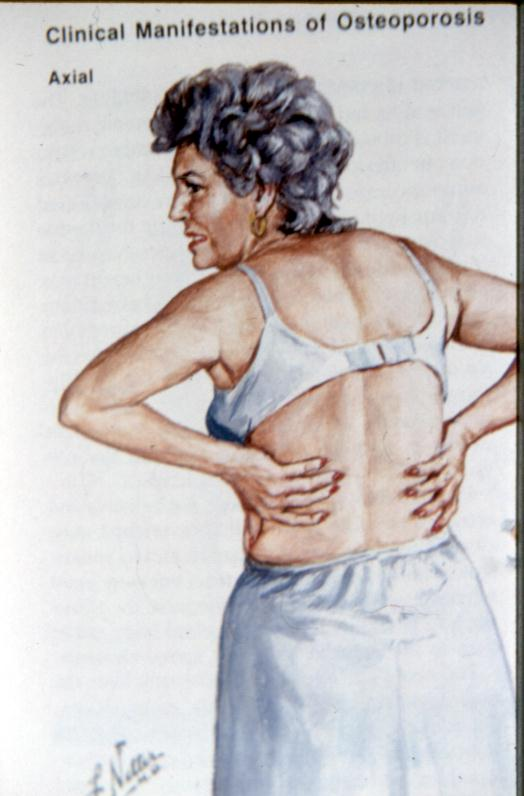 Clinical Manifestations of Osteoporosis
Axial
F. Netter